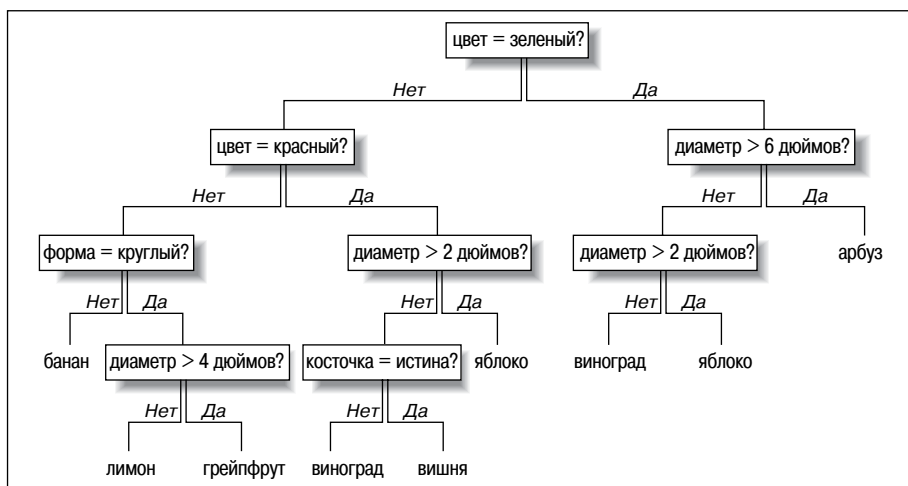 цвет = зеленый?
Нет Да
цвет = красный? диаметр > 6 дюймов?
Нет Да Нет Да
форма = круглый? диаметр > 2 дюймов? диаметр > 2 дюймов? арбуз
Нет Да Нет Да Нет Да
банан диаметр > 4 дюймов? косточка = истина? яблоко виноград яблоко
Нет Да Нет Да
лимон грейпфрут виноград вишня